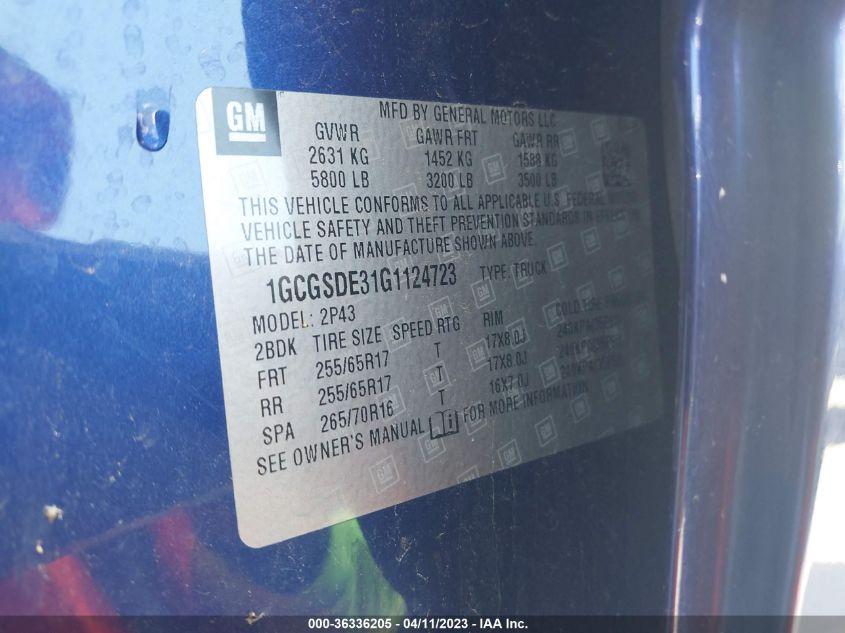 GM
MFD BY GENERAL MOTORS LLC
GVWR GAWR FRT GAWR RR
2631 KG 1452 KG 1588 KG
5800 LB 3200 LB 3500 LB
THIS VEHICLE CONFORMS TO ALL APPLICABLE U.S. FEDERAL MOTOR
VEHICLE SAFETY AND THEFT PREVENTION STANDARDS IN EFFECT ON
THE DATE OF MANUFACTURE SHOWN ABOVE.
1GCGSDE31G1124723 TYPE: TRUCK
MODEL: 2P43
2BDK TIRE SIZE SPEED RTG RIM COLD TIRE PRESSURE
FRT 255/65R17 T 17X8.0J
RR 255/65R17 T 17X8.0J
SPA 265/70R16 T 16X7.0J
SEE OWNER'S MANUAL FOR MORE INFORMATION
000-36336205 - 04/11/2023 - IAA Inc.